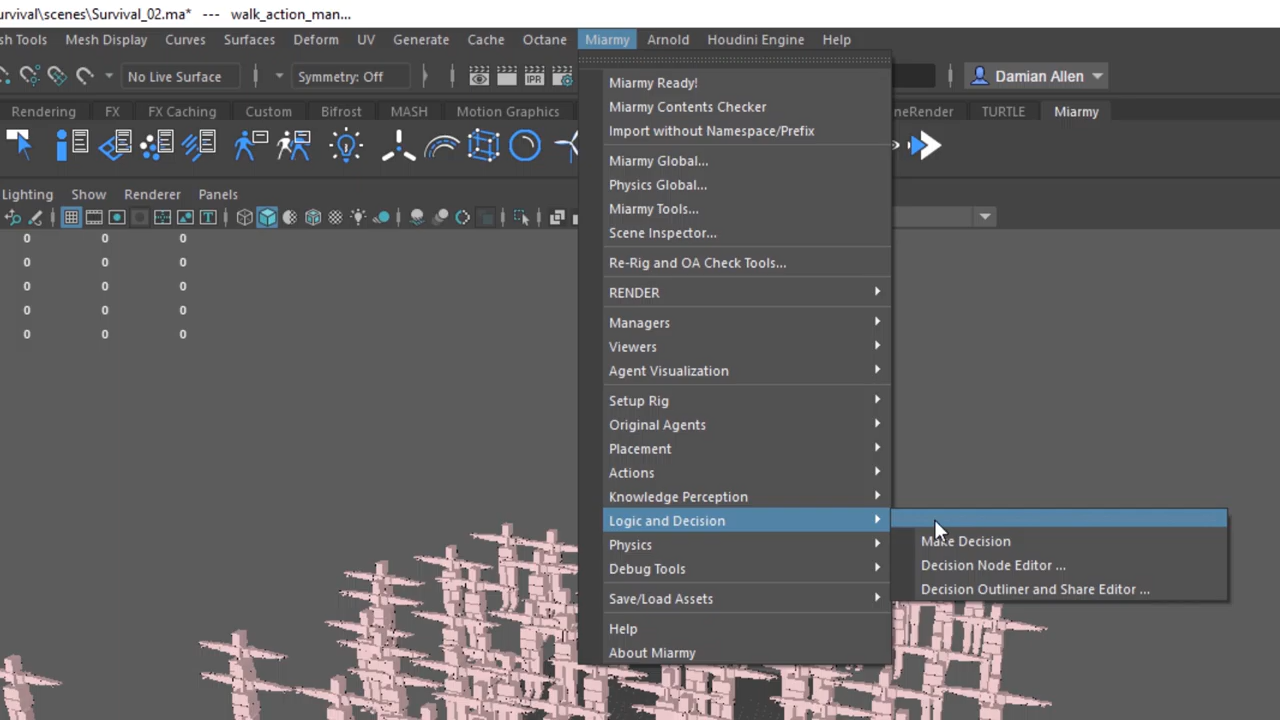 urvival\scenes\Survival_02.ma*  ---  walk_action_man...
sh Tools Mesh Display Curves Surfaces Deform UV Generate Cache Octane Miarmy Arnold Houdini Engine Help
No Live Surface Symmetry: Off IPR Damian Allen
Rendering FX FX Caching Custom Bifrost MASH Motion Graphics neRender TURTLE Miarmy
Lighting Show Renderer Panels
0 0 0
0 0 0
0 0 0
0 0 0
0 0 0
Miarmy Ready!
Miarmy Contents Checker
Import without Namespace/Prefix
Miarmy Global...
Physics Global...
Miarmy Tools...
Scene Inspector...
Re-Rig and OA Check Tools...
RENDER
Managers
Viewers
Agent Visualization
Setup Rig
Original Agents
Placement
Actions
Knowledge Perception
Logic and Decision
Physics
Debug Tools
Save/Load Assets
Help
About Miarmy
Make Decision
Decision Node Editor ...
Decision Outliner and Share Editor ...